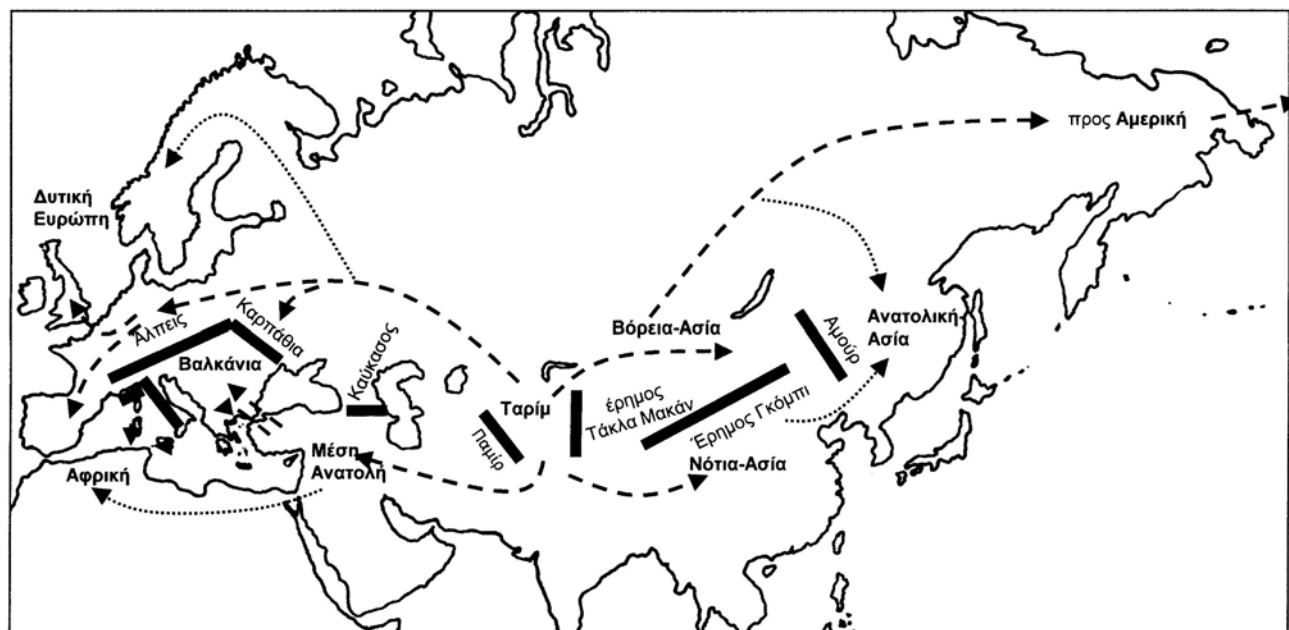 προς Αμερική
Δυτική
Ευρώπη
Άλπεις
Καρπάθια
Βαλκάνια
Καύκασος
Βόρεια-Ασία
Ανατολική
Ασία
Αμούρ
Ταρίμ
έρημος
Τάκλα Μακάν
Έρημος Γκόμπι
Παμίρ
Μέση
Ανατολή
Νότια-Ασία
Αφρική